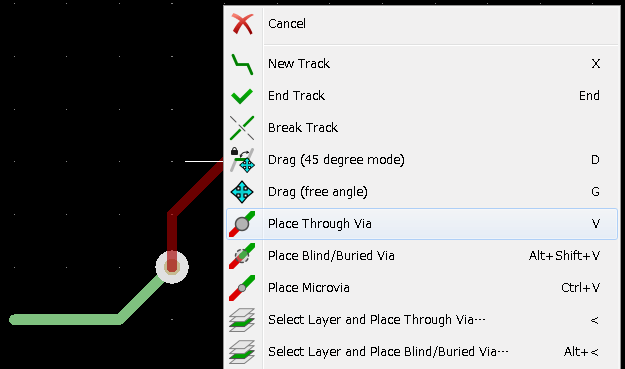 Cancel
New Track X
End Track End
Break Track
Drag (45 degree mode) D
Drag (free angle) G
Place Through Via V
Place Blind/Buried Via Alt+Shift+V
Place Microvia Ctrl+V
Select Layer and Place Through Via... <
Select Layer and Place Blind/Buried Via... Alt+<